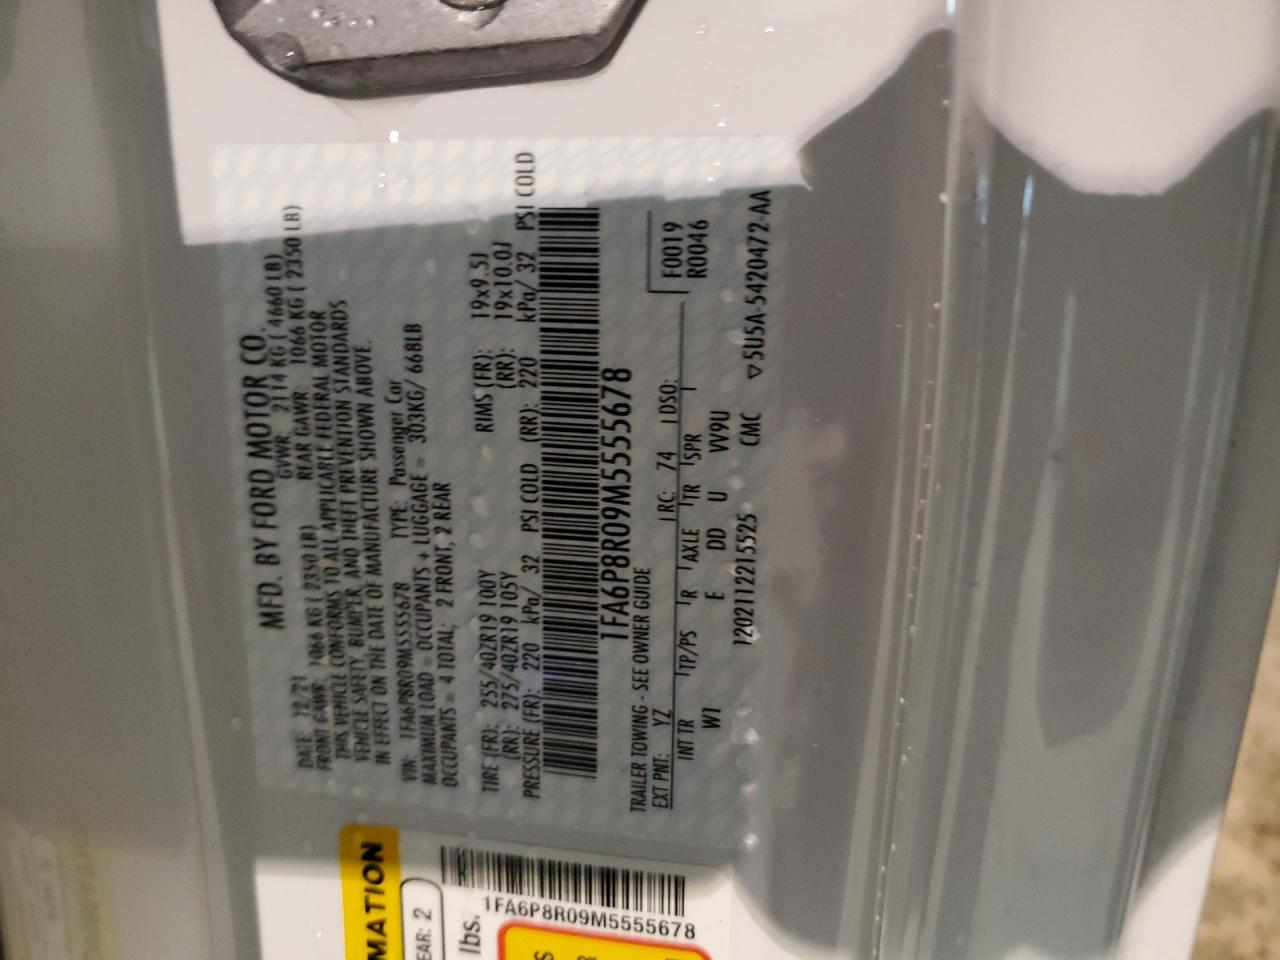 MFD. BY FORD MOTOR CO.
DATE: 12/21 GVWR: 2114 KG ( 4660 LB)
FRONT GAWR: 1066 KG ( 2350 LB) REAR GAWR: 1066 KG ( 2350 LB)
THIS VEHICLE CONFORMS TO ALL APPLICABLE FEDERAL MOTOR
VEHICLE SAFETY, BUMPER, AND THEFT PREVENTION STANDARDS
IN EFFECT ON THE DATE OF MANUFACTURE SHOWN ABOVE.
VIN: 1FA6P8R09M5555678 TYPE: Passenger Car
MAXIMUM LOAD = OCCUPANTS + LUGGAGE = 303KG/ 668LB
OCCUPANTS = 4 TOTAL; 2 FRONT, 2 REAR
TIRE (FR): 255/40ZR19 100Y RIMS (FR): 19x9.5J
(RR): 275/40ZR19 105Y (RR): 19x10.0J
PRESSURE (FR): 220 kPa/ 32 PSI COLD (RR): 220 kPa/ 32 PSI COLD
1FA6P8R09M5555678
TRAILER TOWING - SEE OWNER GUIDE
EXT PNT: YZ RC: 74 DSO: F0019
R0046
INT TR TP/PS R AXLE TR SPR
W1 E DD U VV9U
1202112215525 CMC ▽5U5A-5420472-AA
MATION
EAR: 2
lbs.
1FA6P8R09M5555678